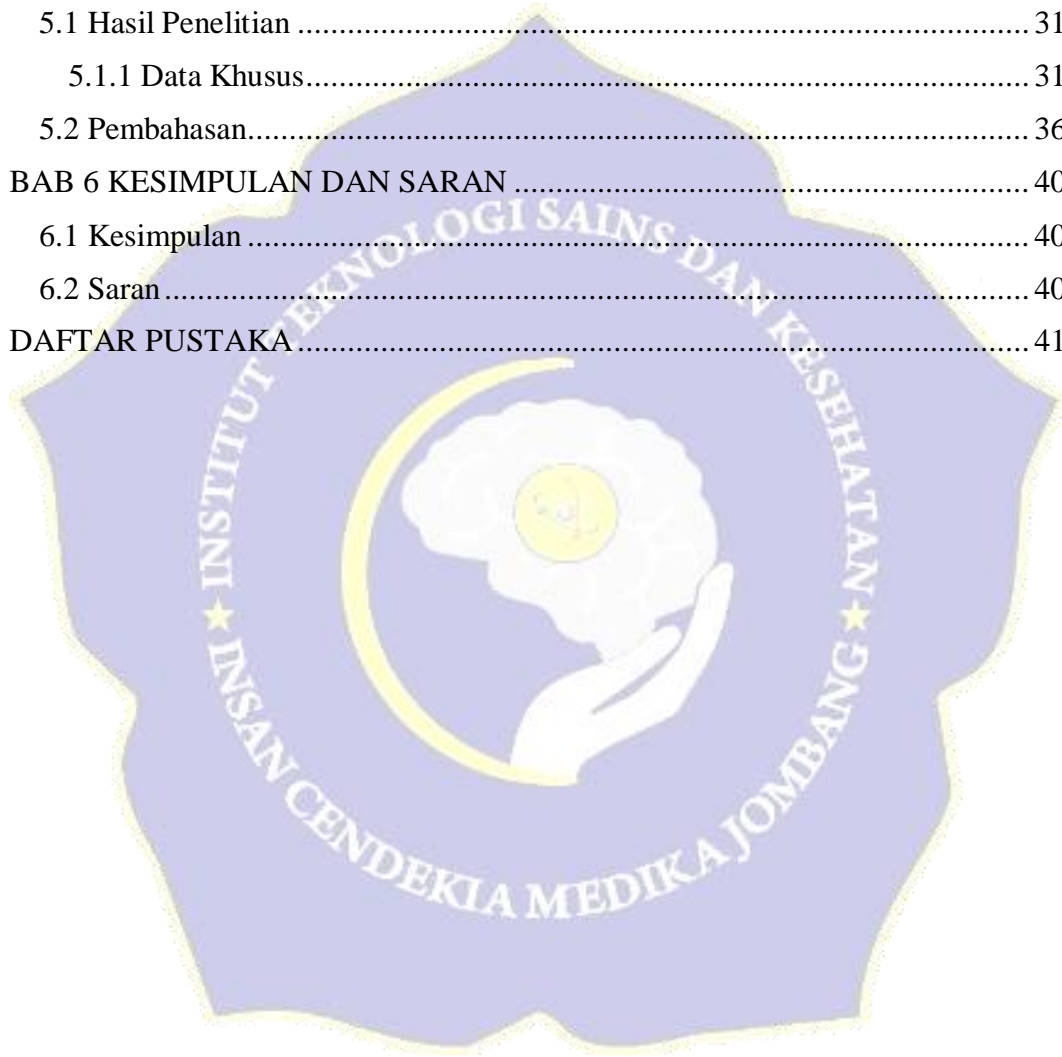 5.1 Hasil Penelitian ........................................................................ 31
5.1.1 Data Khusus........................................................................ 31
5.2 Pembahasan........................................................................ 36
BAB 6 KESIMPULAN DAN SARAN ........................................................................ 40
6.1 Kesimpulan ........................................................................ 40
6.2 Saran ........................................................................ 40
DAFTAR PUSTAKA ........................................................................ 41
INSTITUT TEKNOLOGI SAINS DAN KESEHATAN
INSAN CENDEKIA MEDIKA JOMBANG